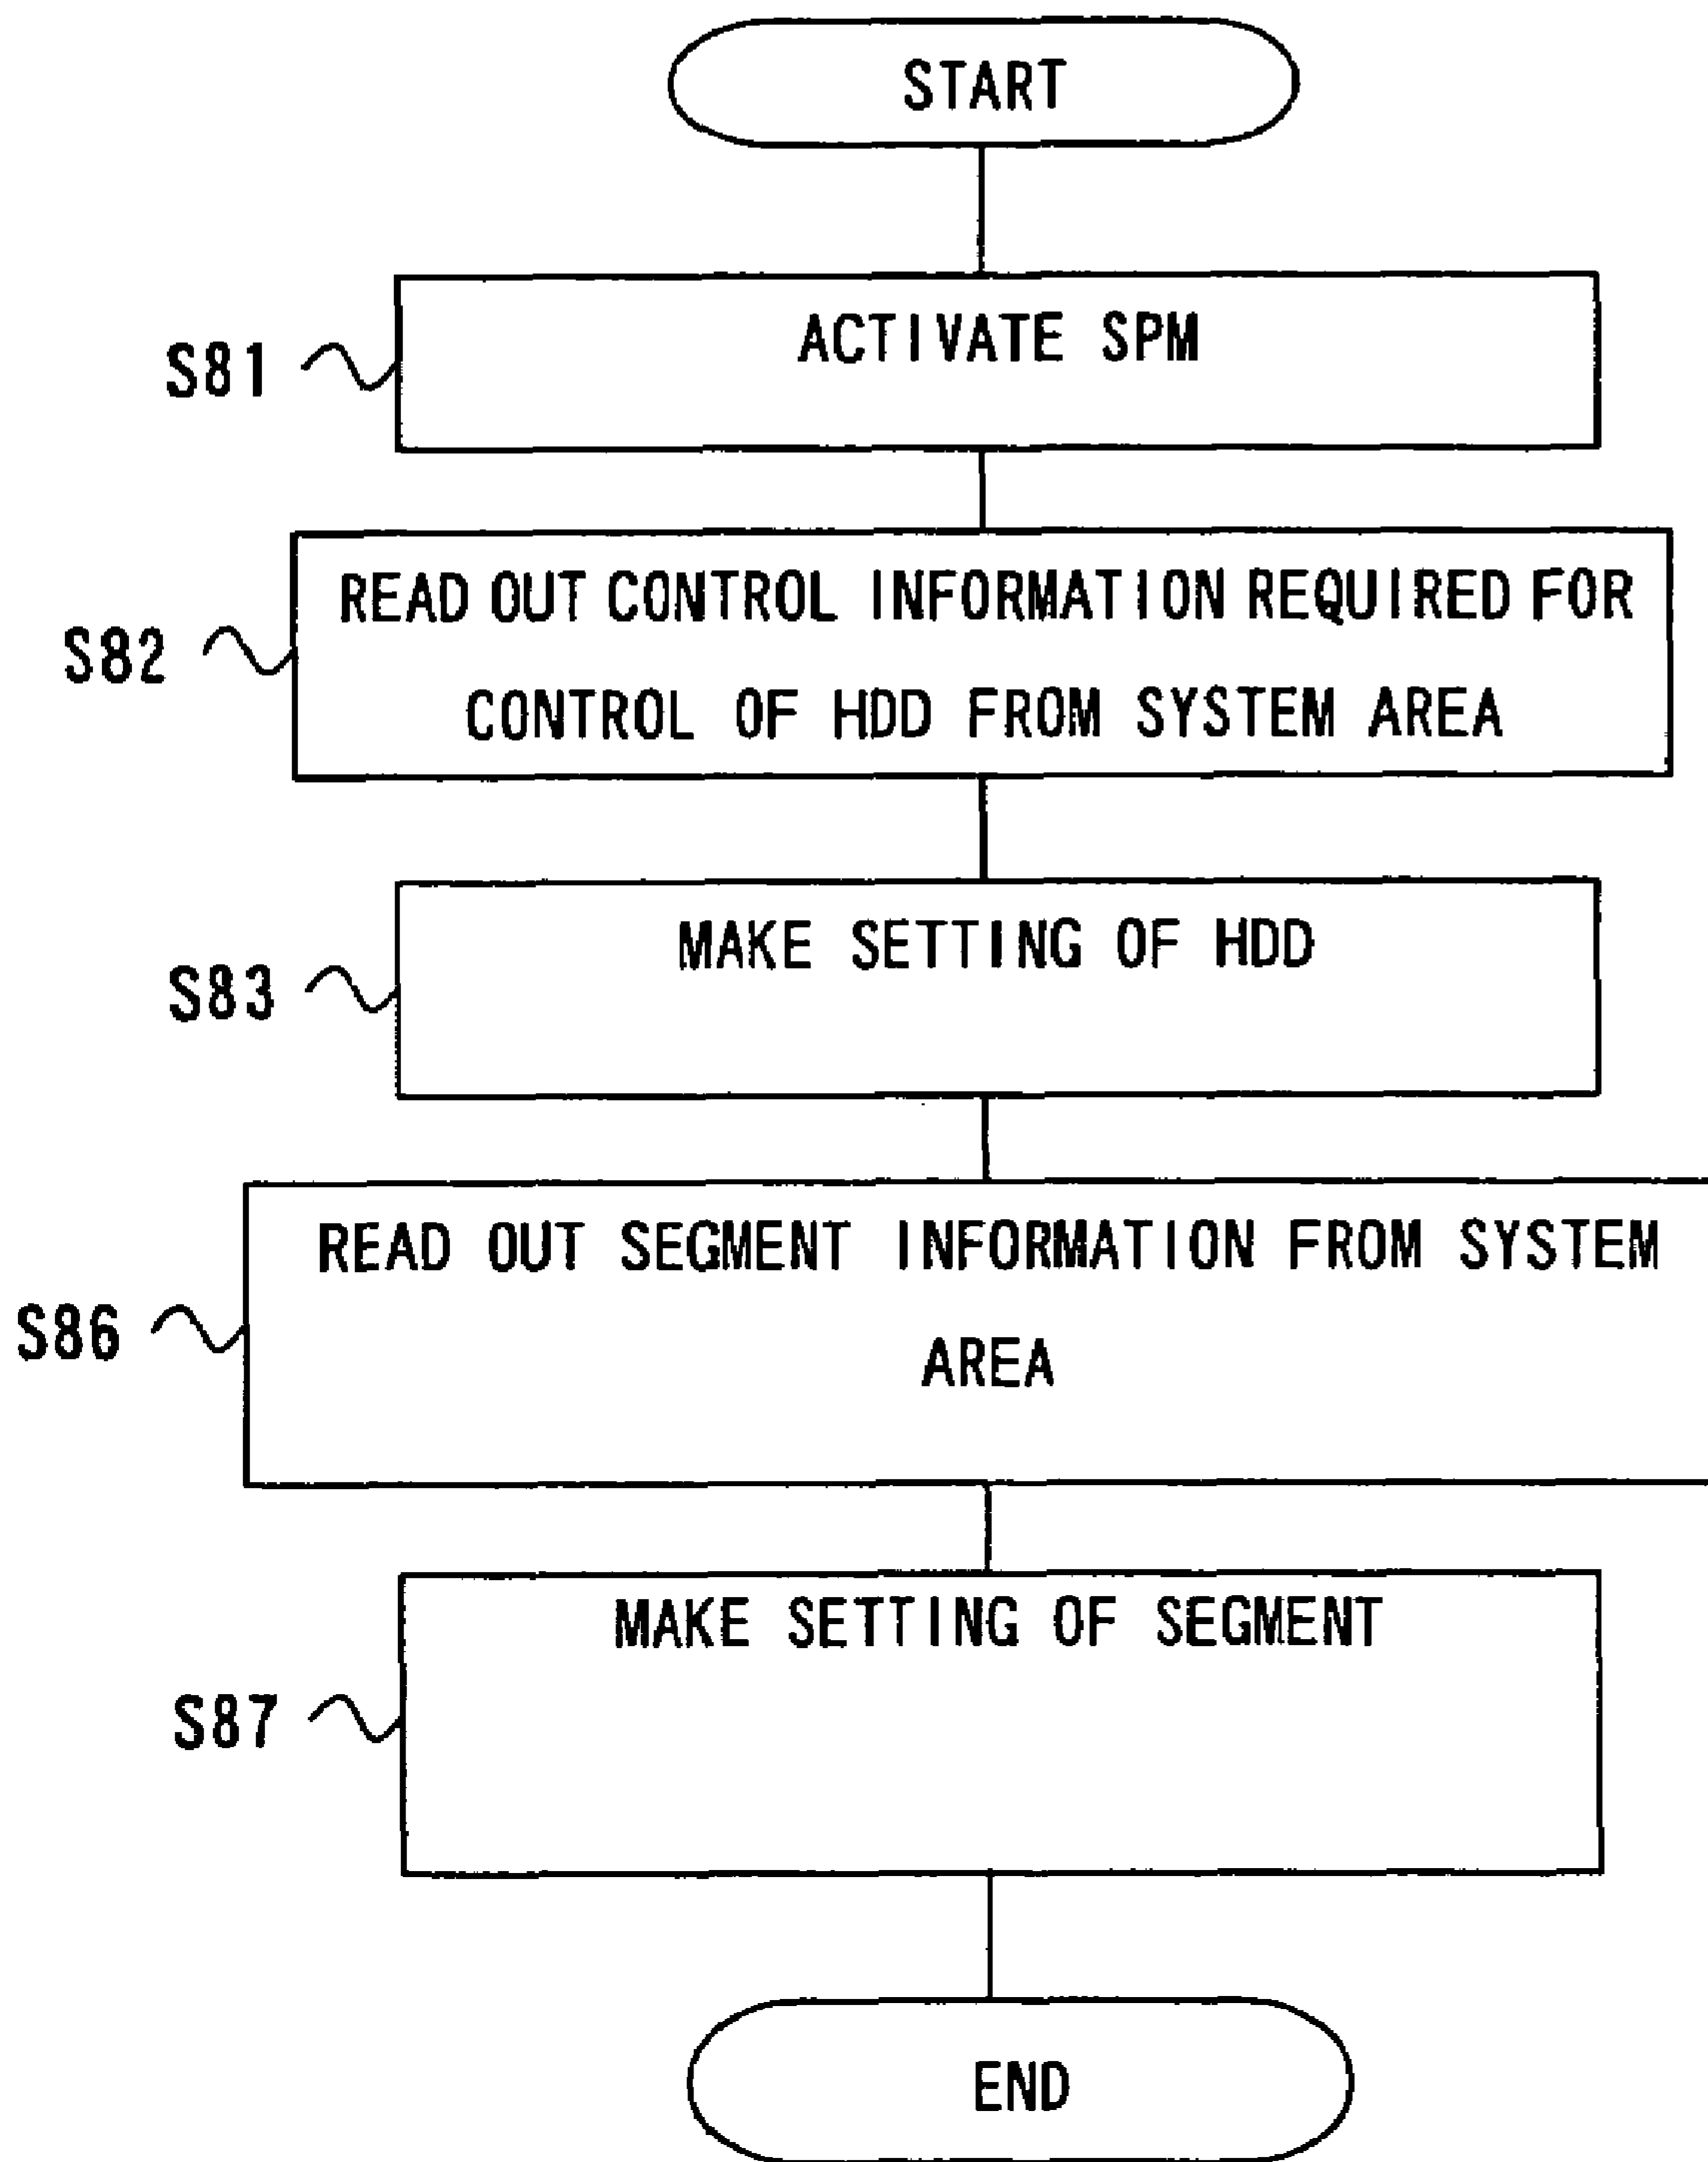 START
S81
ACTIVATE SPM
S82
READ OUT CONTROL INFORMATION REQUIRED FOR
CONTROL OF HDD FROM SYSTEM AREA
S83
MAKE SETTING OF HDD
S86
READ OUT SEGMENT INFORMATION FROM SYSTEM
AREA
S87
MAKE SETTING OF SEGMENT
END